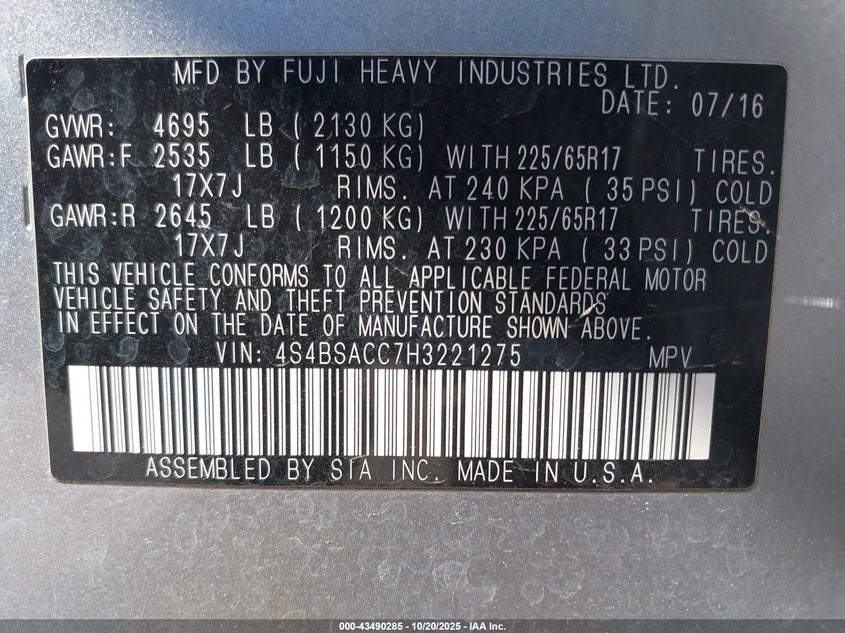 MFD BY FUJI HEAVY INDUSTRIES LTD.
DATE: 07/16
GVWR: 4695 LB ( 2130 KG)
GAWR:F 2535 LB ( 1150 KG) WITH 225/65R17 TIRES.
17X7J RIMS. AT 240 KPA ( 35 PSI) COLD
GAWR:R 2645 LB ( 1200 KG) WITH 225/65R17 TIRES.
17X7J RIMS. AT 230 KPA ( 33 PSI) COLD
THIS VEHICLE CONFORMS TO ALL APPLICABLE FEDERAL MOTOR
VEHICLE SAFETY AND THEFT PREVENTION STANDARDS
IN EFFECT ON THE DATE OF MANUFACTURE SHOWN ABOVE.
VIN: 4S4BSACC7H3221275 MPV
ASSEMBLED BY SIA INC. MADE IN U.S.A.
000-43490285 | 10/20/2025 - IAA Inc.